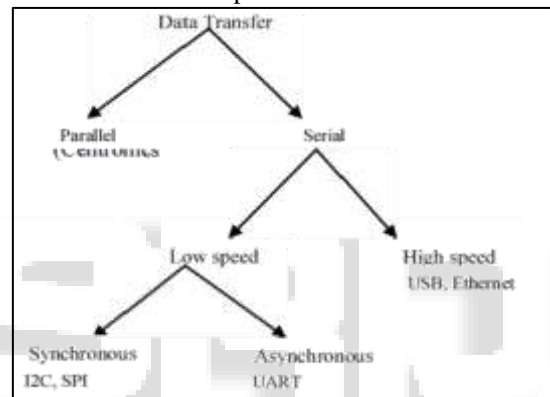 Data Transfer
Parallel
Serial
Low speed
High speed
USB, Ethernet
Synchronous
Asynchronous
I2C, SPI
UART